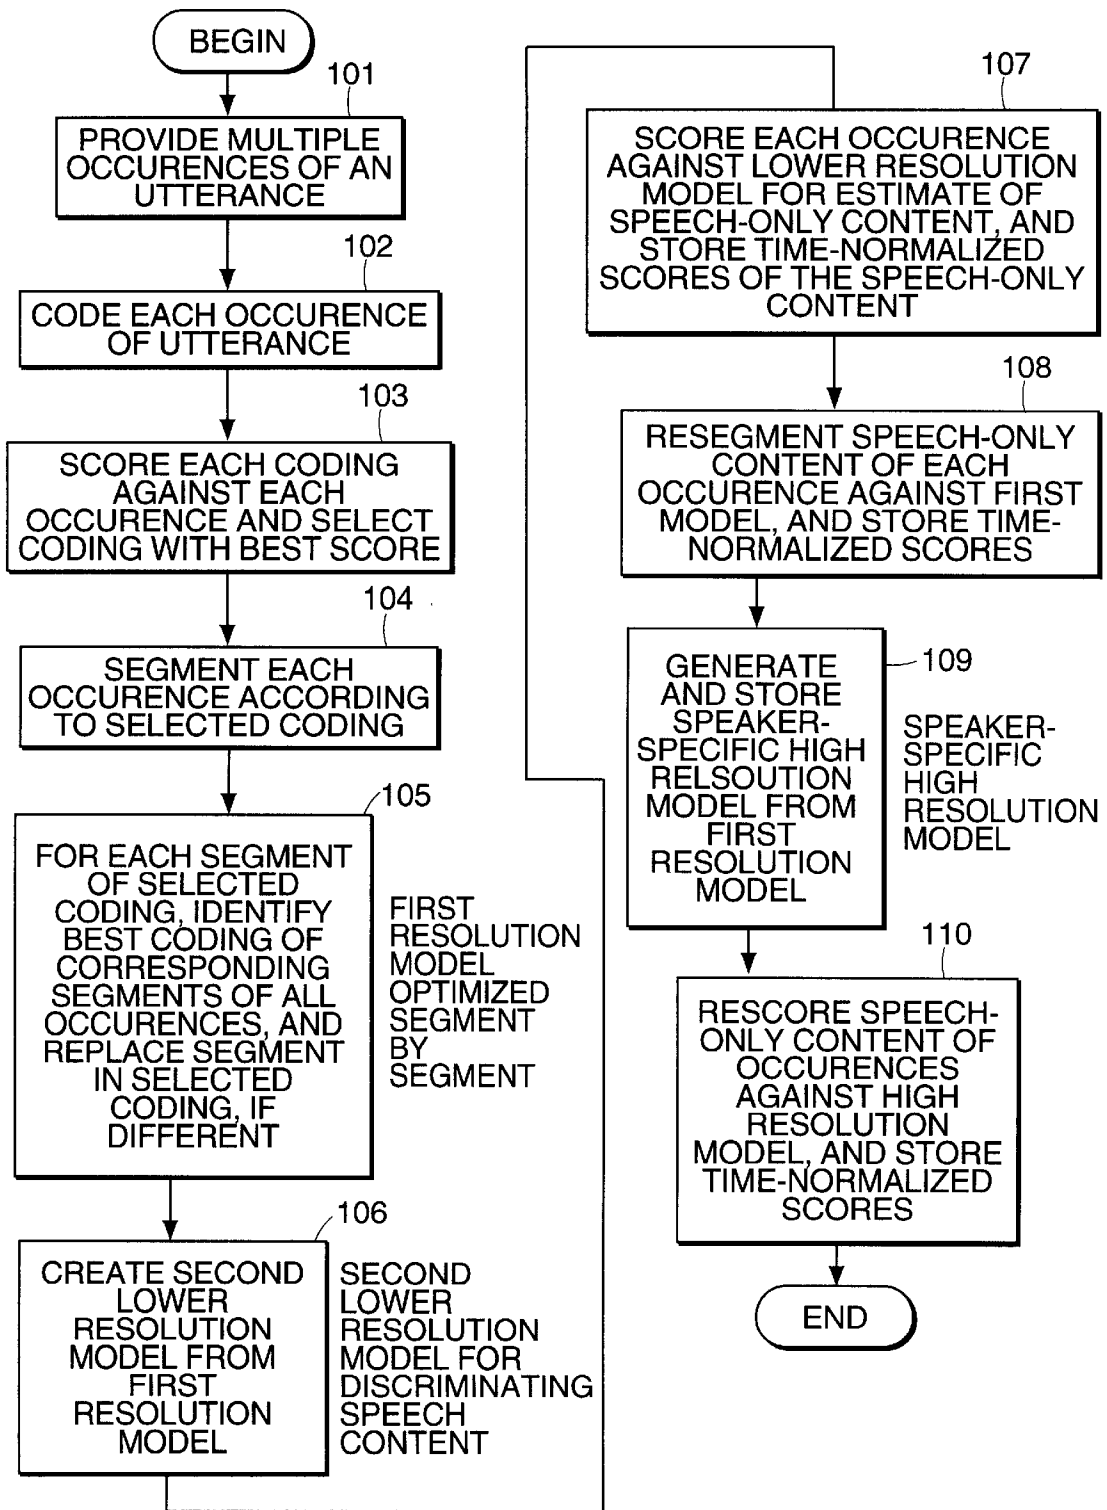 BEGIN
101
PROVIDE MULTIPLE
OCCURENCES OF AN
UTTERANCE
102
CODE EACH OCCURENCE
OF UTTERANCE
103
SCORE EACH CODING
AGAINST EACH
OCCURENCE AND SELECT
CODING WITH BEST SCORE
104
SEGMENT EACH
OCCURENCE ACCORDING
TO SELECTED CODING
105
FOR EACH SEGMENT
OF SELECTED
CODING, IDENTIFY
BEST CODING OF
CORRESPONDING
SEGMENTS OF ALL
OCCURENCES, AND
REPLACE SEGMENT
IN SELECTED
CODING, IF
DIFFERENT
FIRST
RESOLUTION
MODEL
OPTIMIZED
SEGMENT
BY
SEGMENT
106
CREATE SECOND
LOWER
RESOLUTION
MODEL FROM
FIRST
RESOLUTION
MODEL
SECOND
LOWER
RESOLUTION
MODEL FOR
DISCRIMINATING
SPEECH
CONTENT
107
SCORE EACH OCCURENCE
AGAINST LOWER RESOLUTION
MODEL FOR ESTIMATE OF
SPEECH-ONLY CONTENT, AND
STORE TIME-NORMALIZED
SCORES OF THE SPEECH-ONLY
CONTENT
108
RESEGMENT SPEECH-ONLY
CONTENT OF EACH
OCCURENCE AGAINST FIRST
MODEL, AND STORE TIME-
NORMALIZED SCORES
109
GENERATE
AND STORE
SPEAKER-
SPECIFIC HIGH
RELSOUTION
MODEL FROM
FIRST
RESOLUTION
MODEL
SPEAKER-
SPECIFIC
HIGH
RESOLUTION
MODEL
110
RESCORE SPEECH-
ONLY CONTENT OF
OCCURENCES
AGAINST HIGH
RESOLUTION
MODEL, AND STORE
TIME-NORMALIZED
SCORES
END